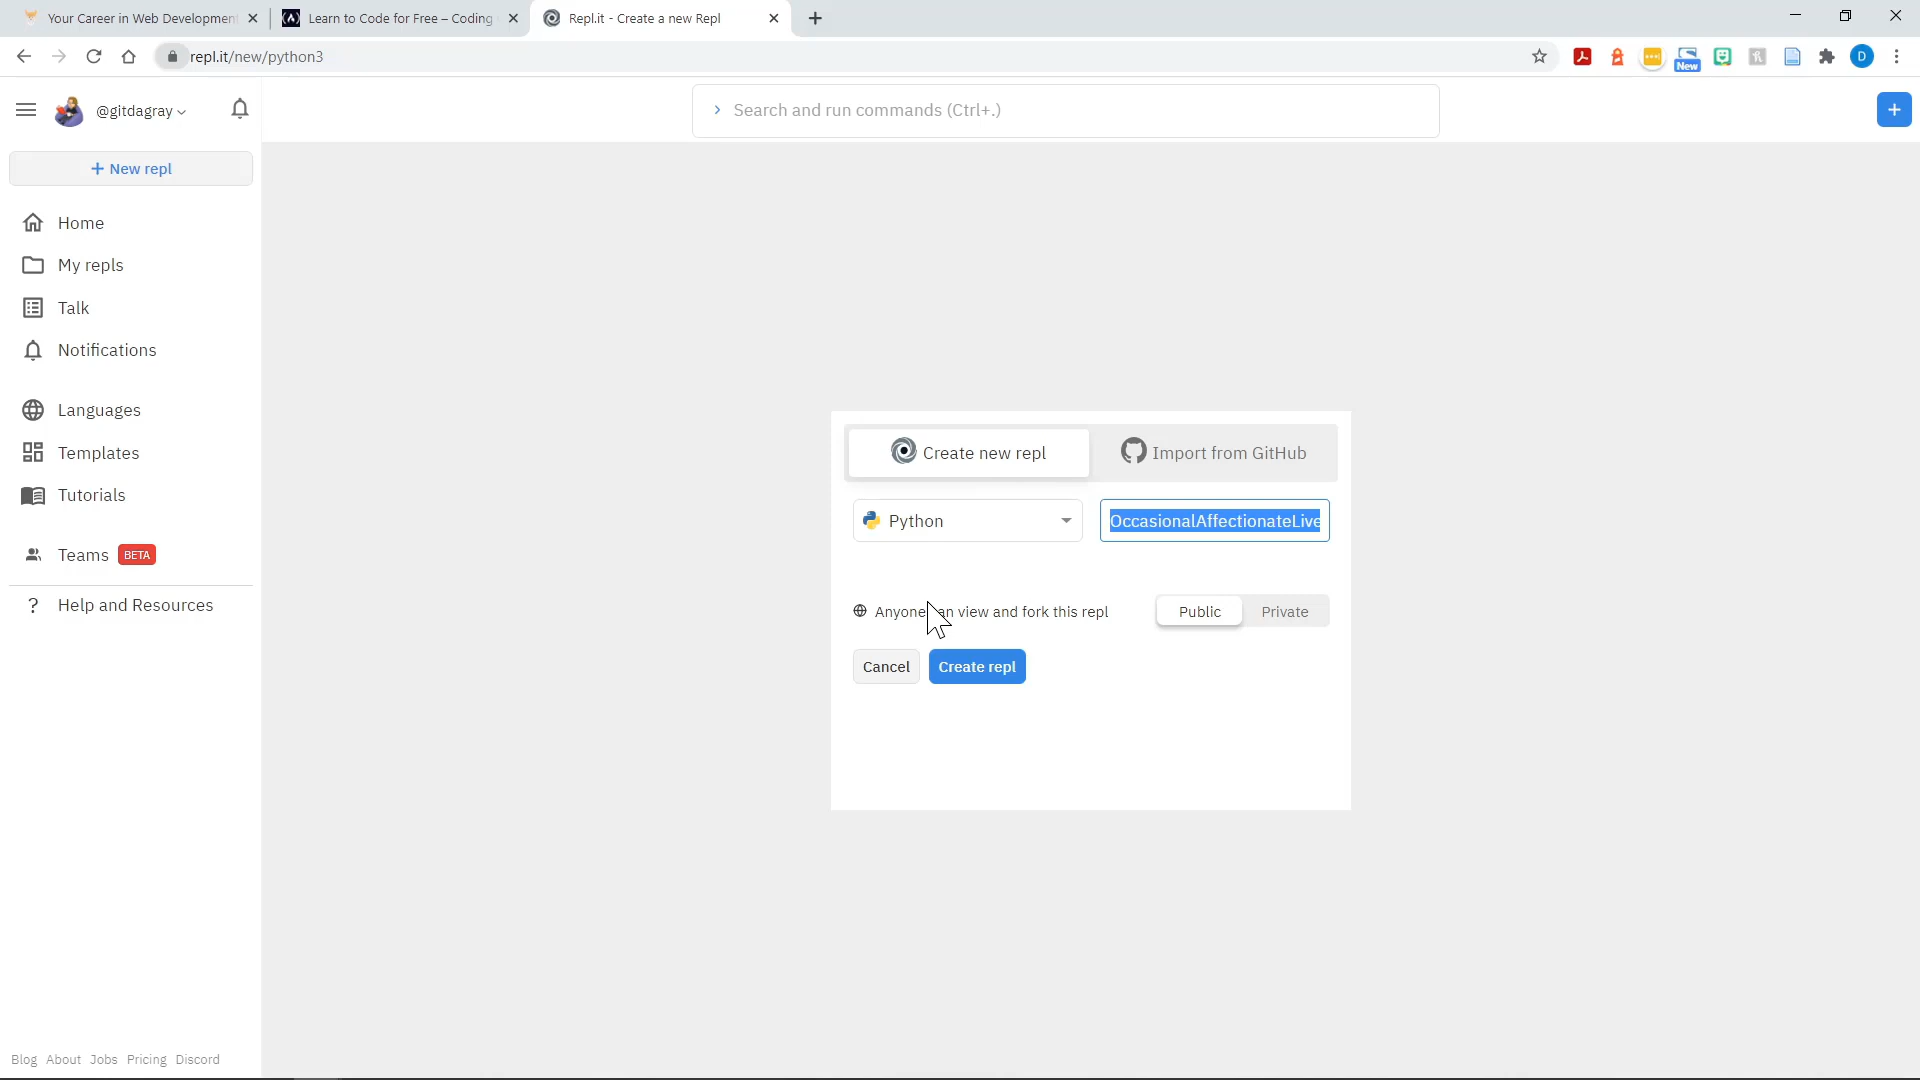 Your Career in Web Development
Learn to Code for Free – Coding
Repl.it - Create a new Repl
repl.it/new/python3
New
D
@gitdagray
Search and run commands (Ctrl+.)
+ New repl
Home
My repls
Talk
Notifications
Languages
Templates
Tutorials
Teams BETA
? Help and Resources
Create new repl
Import from GitHub
Python
OccasionalAffectionateLive
Anyone an view and fork this repl
Public
Private
Cancel
Create repl
Blog About Jobs Pricing Discord